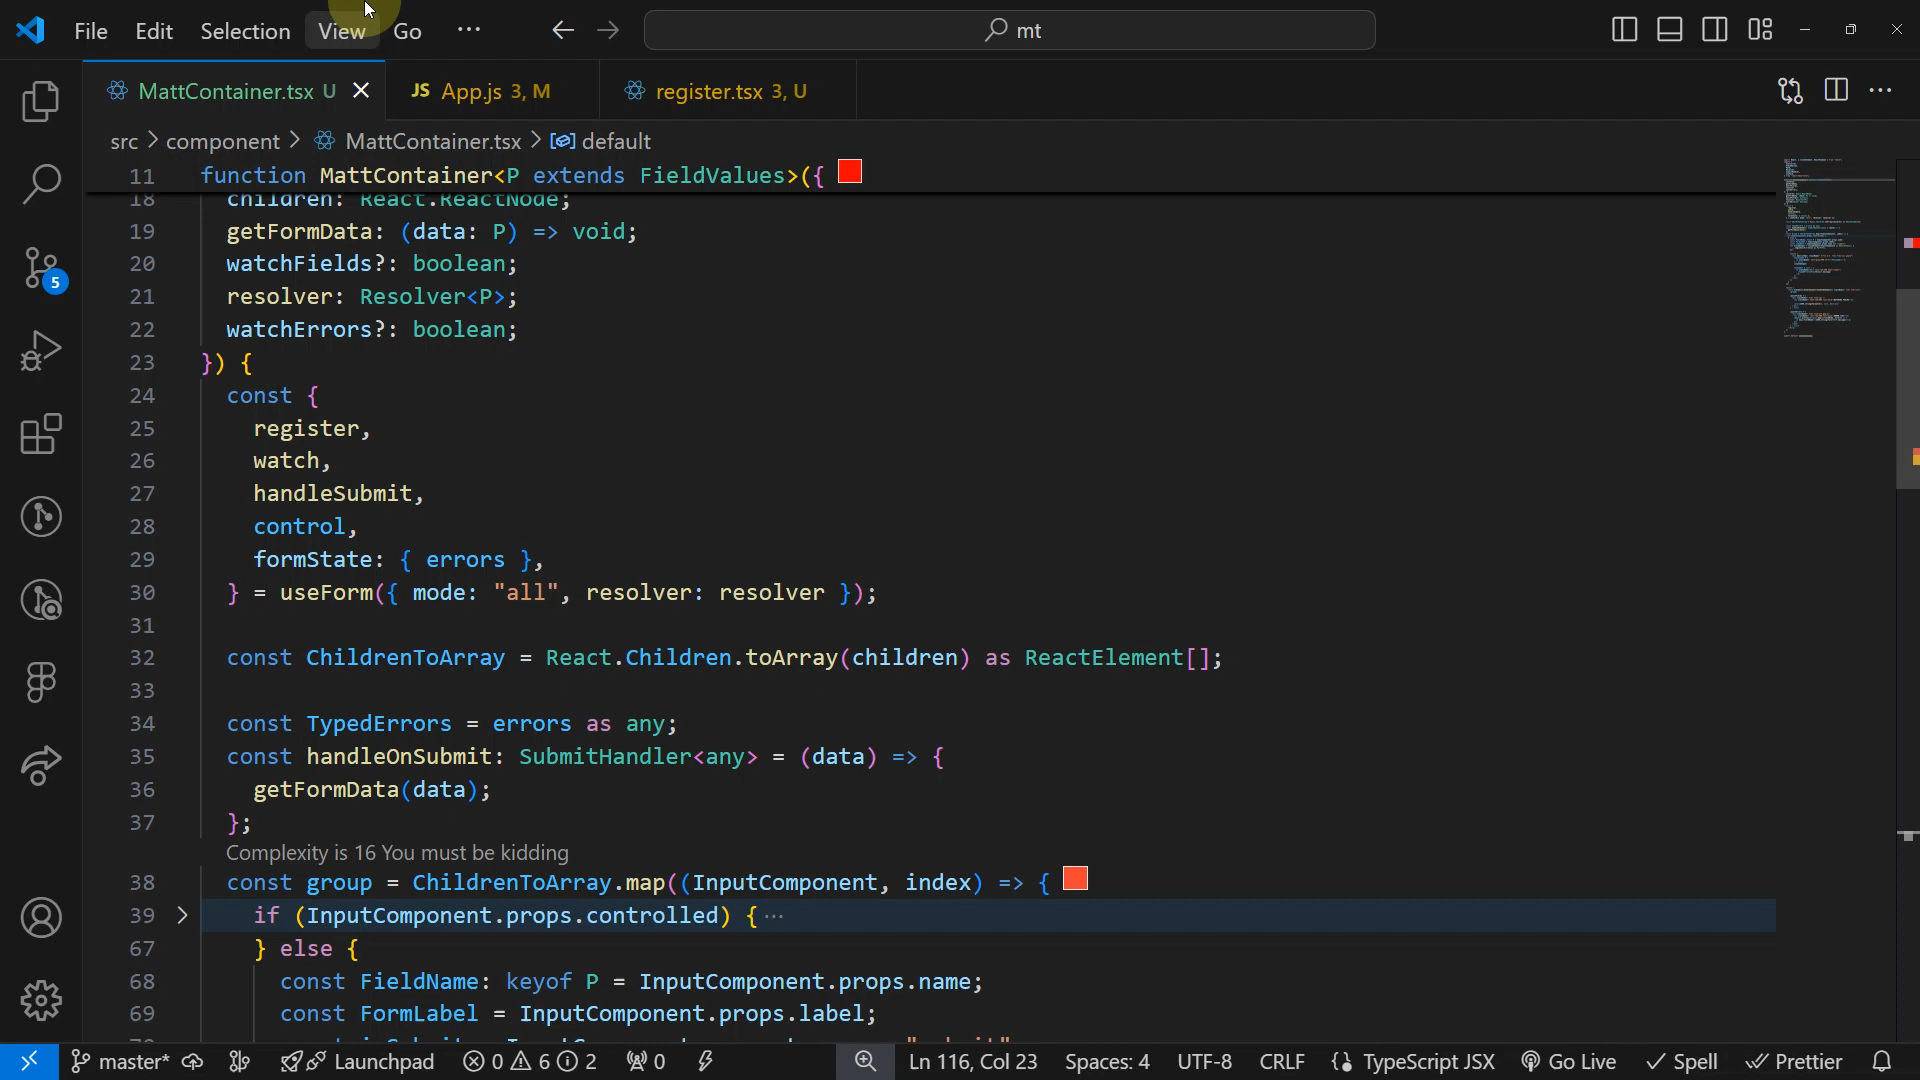 File Edit Selection View Go ··· mt
MattContainer.tsx U App.js 3, M register.tsx 3, U
JS
src > component > MattContainer.tsx > default
11 function MattContainer<P extends FieldValues>({
18 children: React.ReactNode;
19 getFormData: (data: P) => void;
20 watchFields?: boolean;
21 resolver: Resolver<P>;
22 watchErrors?: boolean;
23 }) {
24 const {
25 register,
26 watch,
27 handleSubmit,
28 control,
29 formState: { errors },
30 } = useForm({ mode: "all", resolver: resolver });
31
32 const ChildrenToArray = React.Children.toArray(children) as ReactElement[];
33
34 const TypedErrors = errors as any;
35 const handleOnSubmit: SubmitHandler<any> = (data) => {
36 getFormData(data);
37 };
Complexity is 16 You must be kidding
38 const group = ChildrenToArray.map((InputComponent, index) => {
39 if (InputComponent.props.controlled) {···
67 } else {
68 const FieldName: keyof P = InputComponent.props.name;
69 const FormLabel = InputComponent.props.label;
5
master* Launchpad 0 6 2 0 Ln 116, Col 23 Spaces: 4 UTF-8 CRLF {} TypeScript JSX Go Live Spell Prettier